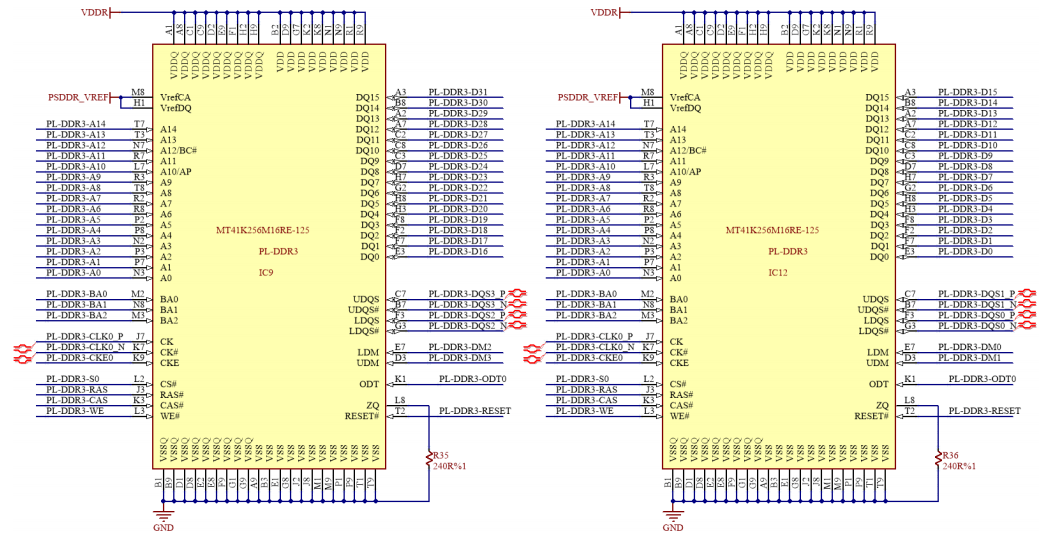 VDDR
A1 A8 C1 C9 D2 E9 F1 H2 H9 B2 D9 G7 K2 K8 N1 N9 R1 R9
VDDQ VDDQ VDDQ VDDQ VDDQ VDDQ VDDQ VDDQ VDDQ VDD VDD VDD VDD VDD VDD VDD VDD VDD
PSDDR_VREF M8 VrefCA
H1 VrefDQ
PL-DDR3-A14 T7 A14
PL-DDR3-A13 T3 A13
PL-DDR3-A12 N7 A12/BC#
PL-DDR3-A11 R7 A11
PL-DDR3-A10 L7 A10/AP
PL-DDR3-A9 R3 A9
PL-DDR3-A8 T8 A8
PL-DDR3-A7 R2 A7
PL-DDR3-A6 R8 A6
PL-DDR3-A5 P2 A5
PL-DDR3-A4 P8 A4
PL-DDR3-A3 N2 A3
PL-DDR3-A2 P3 A2
PL-DDR3-A1 P7 A1
PL-DDR3-A0 N3 A0
PL-DDR3-BA0 M2 BA0
PL-DDR3-BA1 N8 BA1
PL-DDR3-BA2 M3 BA2
PL-DDR3-CLK0_P J7 CK
PL-DDR3-CLK0_N K7 CK#
PL-DDR3-CKE0 K9 CKE
PL-DDR3-S0 L2 CS#
PL-DDR3-RAS J3 RAS#
PL-DDR3-CAS K3 CAS#
PL-DDR3-WE L3 WE#
MT41K256M16RE-125
PL-DDR3
IC9
DQ15 A3 PL-DDR3-D31
DQ14 B8 PL-DDR3-D30
DQ13 A2 PL-DDR3-D29
DQ12 A7 PL-DDR3-D28
DQ11 C2 PL-DDR3-D27
DQ10 C8 PL-DDR3-D26
DQ9 C3 PL-DDR3-D25
DQ8 D7 PL-DDR3-D24
DQ7 H7 PL-DDR3-D23
DQ6 G2 PL-DDR3-D22
DQ5 H8 PL-DDR3-D21
DQ4 H3 PL-DDR3-D20
DQ3 F8 PL-DDR3-D19
DQ2 F2 PL-DDR3-D18
DQ1 F7 PL-DDR3-D17
DQ0 E3 PL-DDR3-D16
UDQS C7 PL-DDR3-DQS3_P
UDQS# B7 PL-DDR3-DQS3_N
LDQS F3 PL-DDR3-DQS2_P
LDQS# G3 PL-DDR3-DQS2_N
LDM E7 PL-DDR3-DM2
UDM D3 PL-DDR3-DM3
ODT K1 PL-DDR3-ODT0
ZQ L8
RESET# T2 PL-DDR3-RESET
R35
240R%1
VSSQ VSSQ VSSQ VSSQ VSSQ VSSQ VSSQ VSSQ VSSQ VSS VSS VSS VSS VSS VSS VSS VSS VSS VSS VSS VSS
B1 B9 D1 D8 E2 E8 F9 G1 G9 A9 B3 E1 G8 J2 J8 M1 M9 P1 P9 T1 T9
GND
VDDR
A1 A8 C1 C9 D2 E9 F1 H2 H9 B2 D9 G7 K2 K8 N1 N9 R1 R9
VDDQ VDDQ VDDQ VDDQ VDDQ VDDQ VDDQ VDDQ VDDQ VDD VDD VDD VDD VDD VDD VDD VDD VDD
PSDDR_VREF M8 VrefCA
H1 VrefDQ
PL-DDR3-A14 T7 A14
PL-DDR3-A13 T3 A13
PL-DDR3-A12 N7 A12/BC#
PL-DDR3-A11 R7 A11
PL-DDR3-A10 L7 A10/AP
PL-DDR3-A9 R3 A9
PL-DDR3-A8 T8 A8
PL-DDR3-A7 R2 A7
PL-DDR3-A6 R8 A6
PL-DDR3-A5 P2 A5
PL-DDR3-A4 P8 A4
PL-DDR3-A3 N2 A3
PL-DDR3-A2 P3 A2
PL-DDR3-A1 P7 A1
PL-DDR3-A0 N3 A0
PL-DDR3-BA0 M2 BA0
PL-DDR3-BA1 N8 BA1
PL-DDR3-BA2 M3 BA2
PL-DDR3-CLK0_P J7 CK
PL-DDR3-CLK0_N K7 CK#
PL-DDR3-CKE0 K9 CKE
PL-DDR3-S0 L2 CS#
PL-DDR3-RAS J3 RAS#
PL-DDR3-CAS K3 CAS#
PL-DDR3-WE L3 WE#
MT41K256M16RE-125
PL-DDR3
IC12
DQ15 A3 PL-DDR3-D15
DQ14 B8 PL-DDR3-D14
DQ13 A2 PL-DDR3-D13
DQ12 A7 PL-DDR3-D12
DQ11 C2 PL-DDR3-D11
DQ10 C8 PL-DDR3-D10
DQ9 C3 PL-DDR3-D9
DQ8 D7 PL-DDR3-D8
DQ7 H7 PL-DDR3-D7
DQ6 G2 PL-DDR3-D6
DQ5 H8 PL-DDR3-D5
DQ4 H3 PL-DDR3-D4
DQ3 F8 PL-DDR3-D3
DQ2 F2 PL-DDR3-D2
DQ1 F7 PL-DDR3-D1
DQ0 E3 PL-DDR3-D0
UDQS C7 PL-DDR3-DQS1_P
UDQS# B7 PL-DDR3-DQS1_N
LDQS F3 PL-DDR3-DQS0_P
LDQS# G3 PL-DDR3-DQS0_N
LDM E7 PL-DDR3-DM0
UDM D3 PL-DDR3-DM1
ODT K1 PL-DDR3-ODT0
ZQ L8
RESET# T2 PL-DDR3-RESET
R36
240R%1
VSSQ VSSQ VSSQ VSSQ VSSQ VSSQ VSSQ VSSQ VSSQ VSS VSS VSS VSS VSS VSS VSS VSS VSS VSS VSS VSS
B1 B9 D1 D8 E2 E8 F9 G1 G9 A9 B3 E1 G8 J2 J8 M1 M9 P1 P9 T1 T9
GND